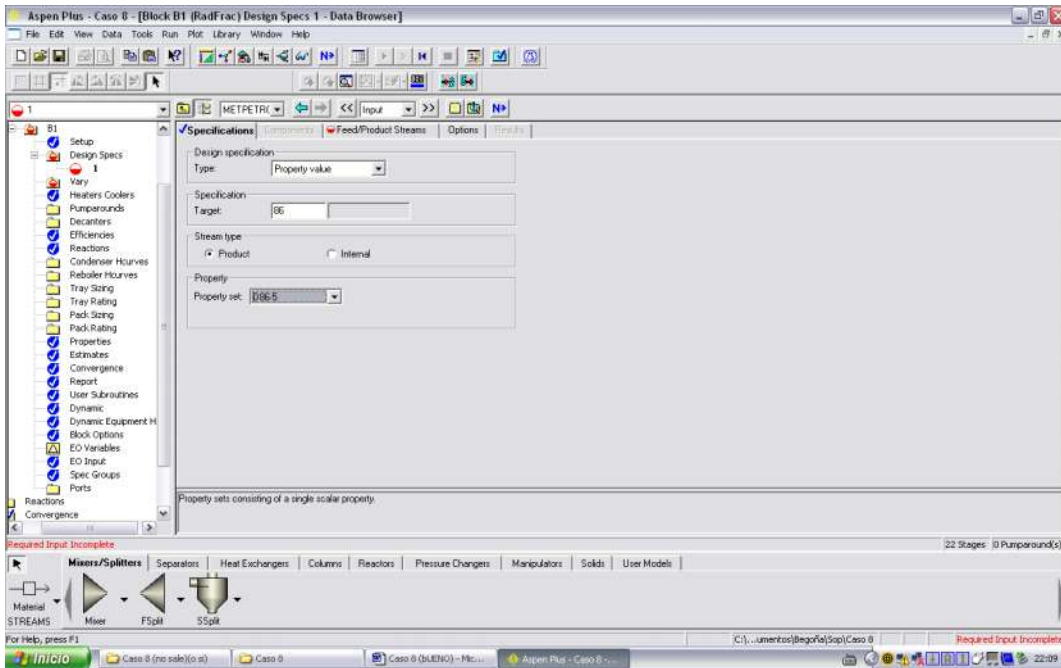 Aspen Plus - Caso 8 - [Block B1 (RadFrac) Design Specs 1 - Data Browser]
File Edit View Data Tools Run Plot Library Window Help
1 METPETRO Input N>
B1
Setup
Design Specs
1
Vary
Heaters Coolers
Pumparounds
Decanters
Efficiencies
Reactions
Condenser Hcurves
Reboiler Hcurves
Tray Sizing
Tray Rating
Pack Sizing
Pack Rating
Properties
Estimates
Convergence
Report
User Subroutines
Dynamic
Dynamic Equipment H
Block Options
EO Variables
EO Input
Spec Groups
Ports
Reactions
Convergence
Specifications Components Feed/Product Streams Options Results
Design specification
Type: Property value
Specification
Target: 86
Stream type
Product Internal
Property
Property set: D86-5
Property sets consisting of a single scalar property.
Required Input Incomplete 22 Stages 0 Pumparound(s)
Mixers/Splitters Separators Heat Exchangers Columns Reactors Pressure Changers Manipulators Solids User Models
Material
STREAMS Mixer FSplit SSplit
For Help, press F1 C:\...umentos\Begoña\Sop\Caso 8 Required Input Incomplete
Inicio Caso 8 (no sale)(o si) Caso 8 Caso 8 (bUENO) - Mic... Aspen Plus - Caso 8 -... 22:09